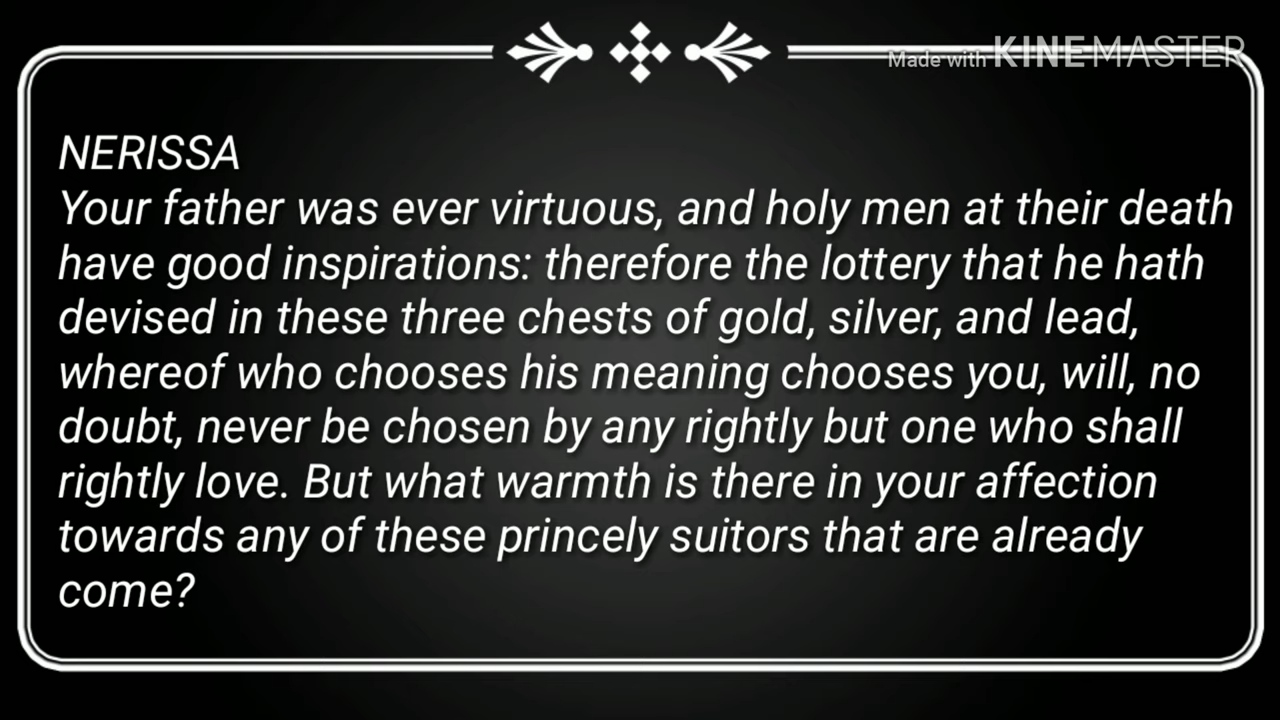 Made with KINEMASTER
NERISSA
Your father was ever virtuous, and holy men at their death
have good inspirations: therefore the lottery that he hath
devised in these three chests of gold, silver, and lead,
whereof who chooses his meaning chooses you, will, no
doubt, never be chosen by any rightly but one who shall
rightly love. But what warmth is there in your affection
towards any of these princely suitors that are already
come?